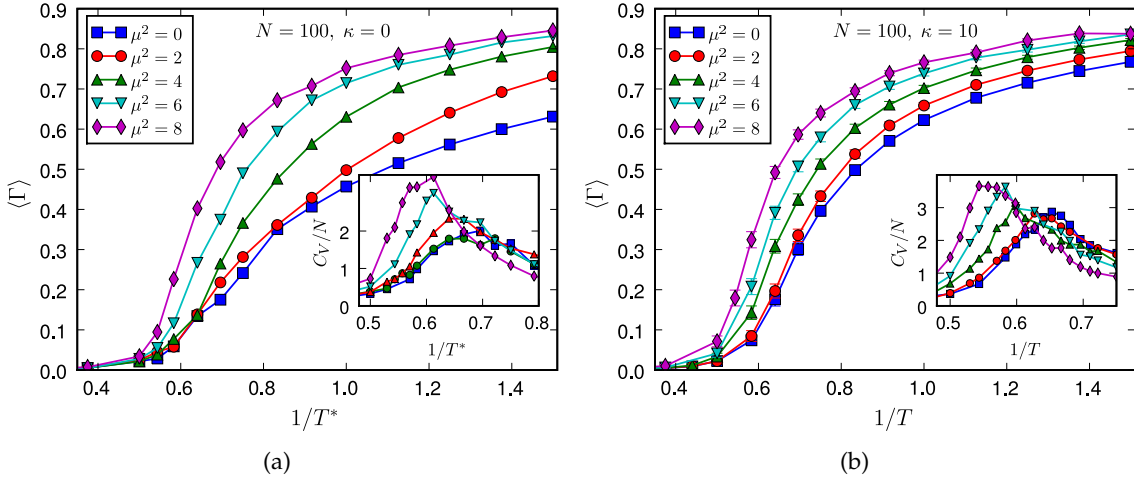 N = 100, κ = 0
μ² = 0
μ² = 2
μ² = 4
μ² = 6
μ² = 8
⟨Γ⟩
0.9
0.8
0.7
0.6
0.5
0.4
0.3
0.2
0.1
0.0
0.4 0.6 0.8 1.0 1.2 1.4
1/T*
C_V/N
2
1
0
0.5 0.6 0.7 0.8
1/T*
(a)
N = 100, κ = 10
μ² = 0
μ² = 2
μ² = 4
μ² = 6
μ² = 8
⟨Γ⟩
0.9
0.8
0.7
0.6
0.5
0.4
0.3
0.2
0.1
0.0
0.4 0.6 0.8 1.0 1.2 1.4
1/T
C_V/N
3
2
1
0
0.5 0.6 0.7
1/T
(b)